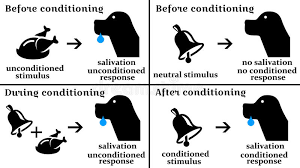 Before conditioning
unconditioned
stimulus
salivation
unconditioned
response
Before conditioning
neutral stimulus
no salivation
no conditioned
response
During conditioning
+
salivation
unconditioned
response
After conditioning
conditioned
stimulus
salivation
conditioned
response